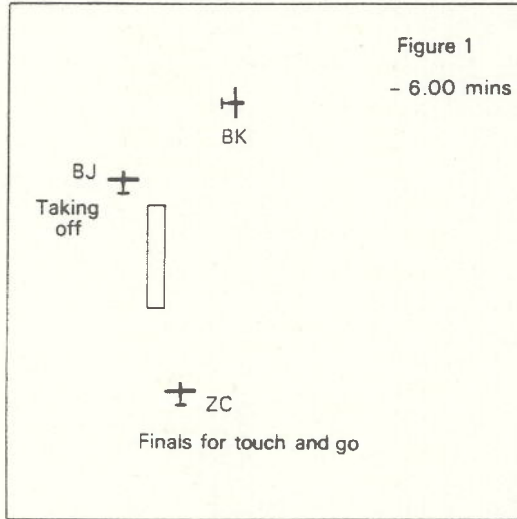 Figure 1
- 6.00 mins
BK
BJ
Taking
off
ZC
Finals for touch and go